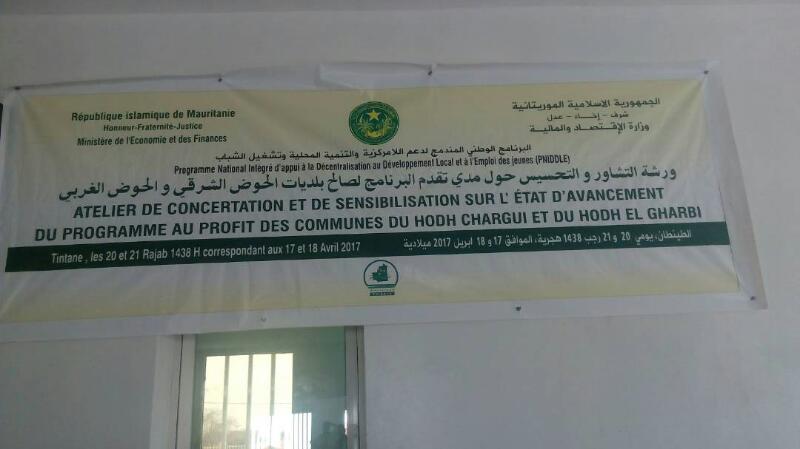 République islamique de Mauritanie
Honneur-Fraternité-Justice
Ministère de l'Economie et des Finances
الجمهورية الإسلامية الموريتانية
شرف - إخاء - عدل
وزارة الإقتصاد والمالية
البرنامج الوطني المندمج لدعم اللامركزية والتنمية المحلية وتشغيل الشباب
Programme National Intégré d'appui à la Décentralisation au Développement Local et à l'Emploi des jeunes (PNIDDLE)
ورشة التشاور و التحسيس حول مدي تقدم البرنامج لصالح بلديات الحوض الشرقي و الحوض الغربي
ATELIER DE CONCERTATION ET DE SENSIBILISATION SUR L' ÉTAT D'AVANCEMENT
DU PROGRAMME AU PROFIT DES COMMUNES DU HODH CHARGUI ET DU HODH EL GHARBI
Tintane , les 20 et 21 Rajab 1438 H correspondant aux 17 et 18 Avril 2017
الطينطان، يومي 20 و 21 رجب 1438 هجرية، الموافق 17 و 18 ابريل 2017 ميلادية